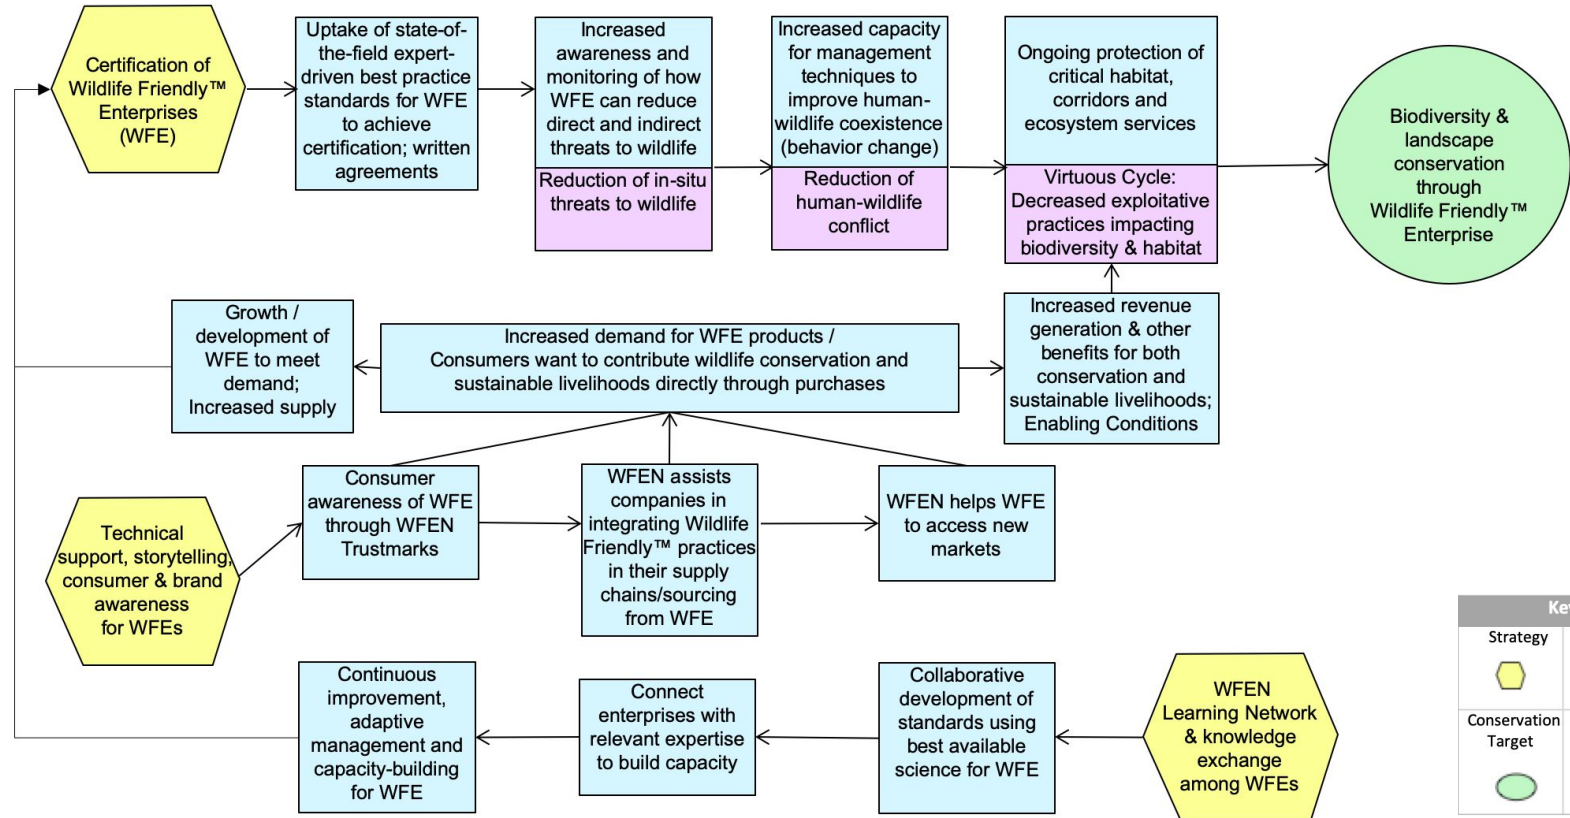 Certification of
Wildlife Friendly™
Enterprises
(WFE)
Uptake of state-of-
the-field expert-
driven best practice
standards for WFE
to achieve
certification; written
agreements
Increased
awareness and
monitoring of how
WFE can reduce
direct and indirect
threats to wildlife
Reduction of in-situ
threats to wildlife
Increased capacity
for management
techniques to
improve human-
wildlife coexistence
(behavior change)
Reduction of
human-wildlife
conflict
Ongoing protection of
critical habitat,
corridors and
ecosystem services
Virtuous Cycle:
Decreased exploitative
practices impacting
biodiversity & habitat
Biodiversity &
landscape
conservation
through
Wildlife Friendly™
Enterprise
Growth /
development of
WFE to meet
demand;
Increased supply
Increased demand for WFE products /
Consumers want to contribute wildlife conservation and
sustainable livelihoods directly through purchases
Increased revenue
generation & other
benefits for both
conservation and
sustainable livelihoods;
Enabling Conditions
Technical
support, storytelling,
consumer & brand
awareness
for WFEs
Consumer
awareness of WFE
through WFEN
Trustmarks
WFEN assists
companies in
integrating Wildlife
Friendly™ practices
in their supply
chains/sourcing
from WFE
WFEN helps WFE
to access new
markets
Continuous
improvement,
adaptive
management and
capacity-building
for WFE
Connect
enterprises with
relevant expertise
to build capacity
Collaborative
development of
standards using
best available
science for WFE
WFEN
Learning Network
& knowledge
exchange
among WFEs
Strategy
Conservation
Target